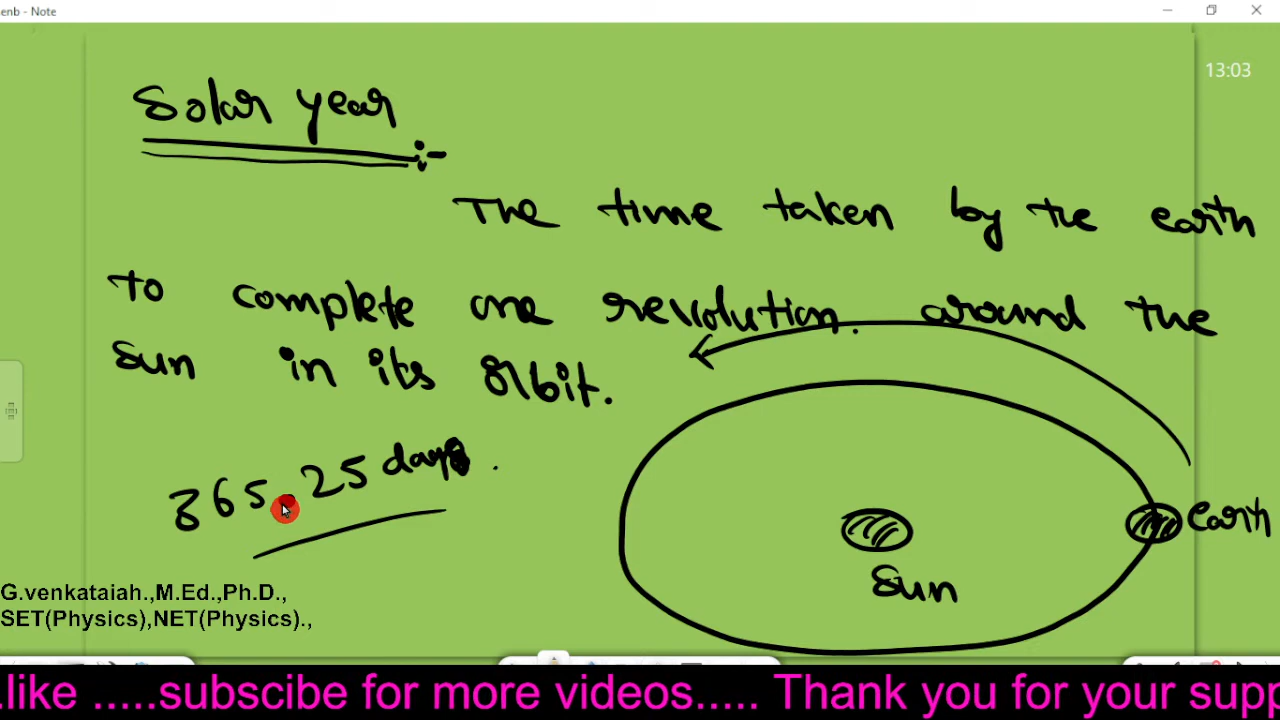 enb - Note
13:03
Solar year :-
The time taken by the earth
to complete one revolution. around the
Sun in its orbit.
365.25 days.
earth
Sun
G.venkataiah.,M.Ed.,Ph.D.,
SET(Physics),NET(Physics).,
.like .....subscibe for more videos..... Thank you for your supp